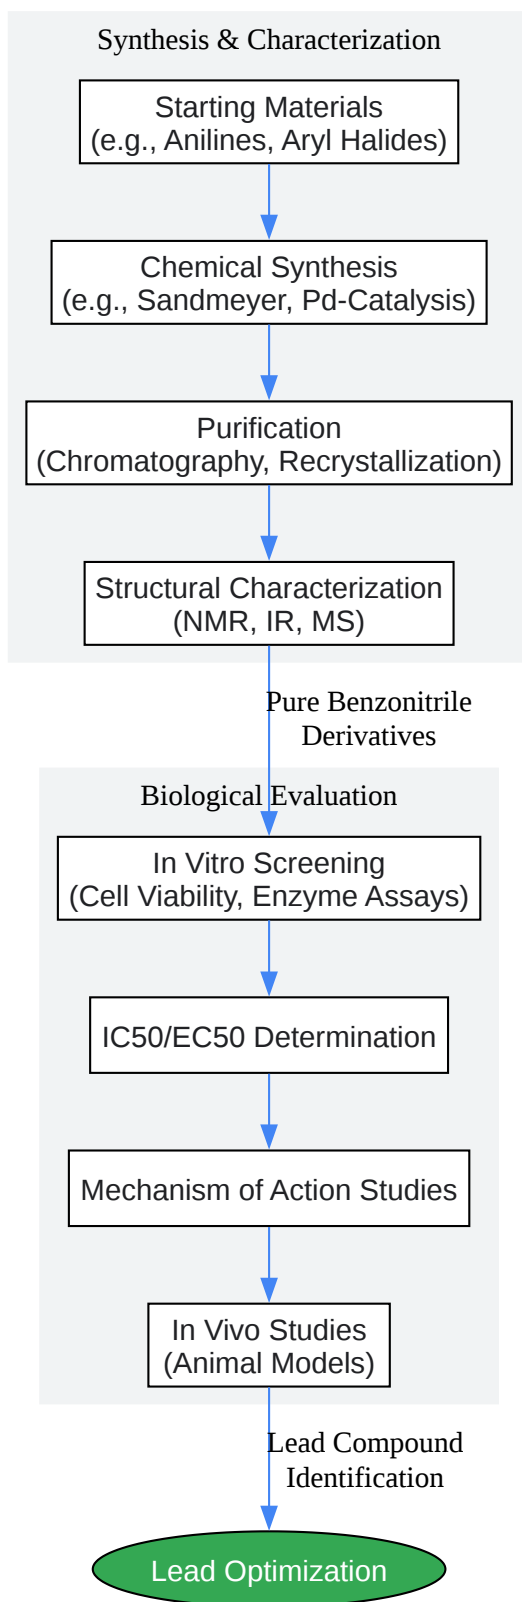 Synthesis & Characterization
Starting Materials
(e.g., Anilines, Aryl Halides)
Chemical Synthesis
(e.g., Sandmeyer, Pd-Catalysis)
Purification
(Chromatography, Recrystallization)
Structural Characterization
(NMR, IR, MS)
Pure Benzonitrile
Derivatives
Biological Evaluation
In Vitro Screening
(Cell Viability, Enzyme Assays)
IC50/EC50 Determination
Mechanism of Action Studies
In Vivo Studies
(Animal Models)
Lead Compound
Identification
Lead Optimization